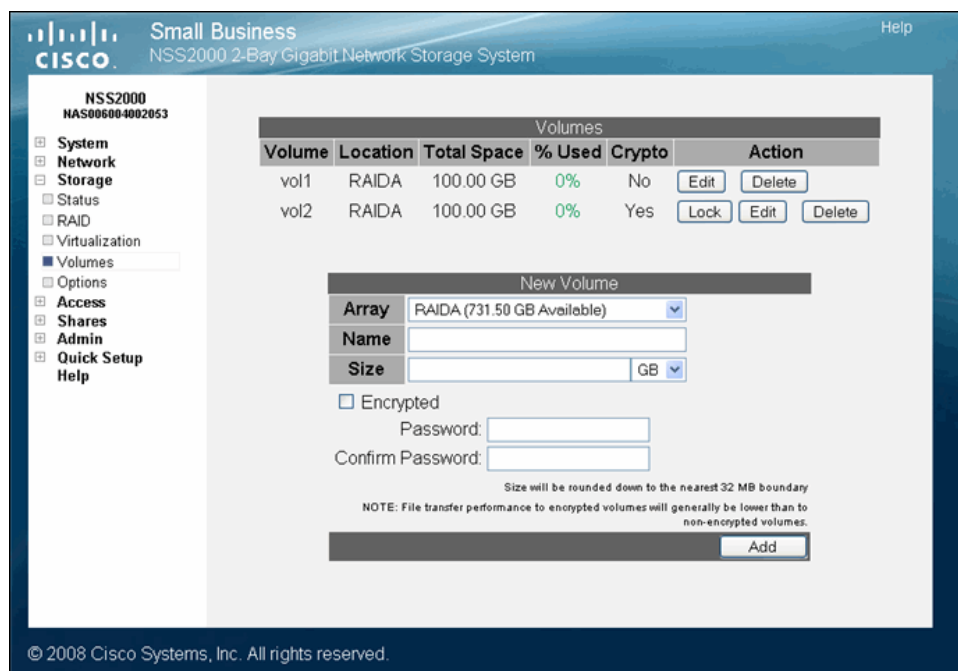 Small Business
Help
CISCO.
NSS2000 2-Bay Gigabit Network Storage System
NSS2000
NAS006004002053
System
Network
Storage
Status
RAID
Virtualization
Volumes
Options
Access
Shares
Admin
Quick Setup
Help
Volumes
Volume Location Total Space % Used Crypto Action
vol1 RAIDA 100.00 GB 0% No Edit Delete
vol2 RAIDA 100.00 GB 0% Yes Lock Edit Delete
New Volume
Array RAIDA (731.50 GB Available)
Name
Size GB
Encrypted
Password:
Confirm Password:
Size will be rounded down to the nearest 32 MB boundary
NOTE: File transfer performance to encrypted volumes will generally be lower than to
non-encrypted volumes.
Add
© 2008 Cisco Systems, Inc. All rights reserved.